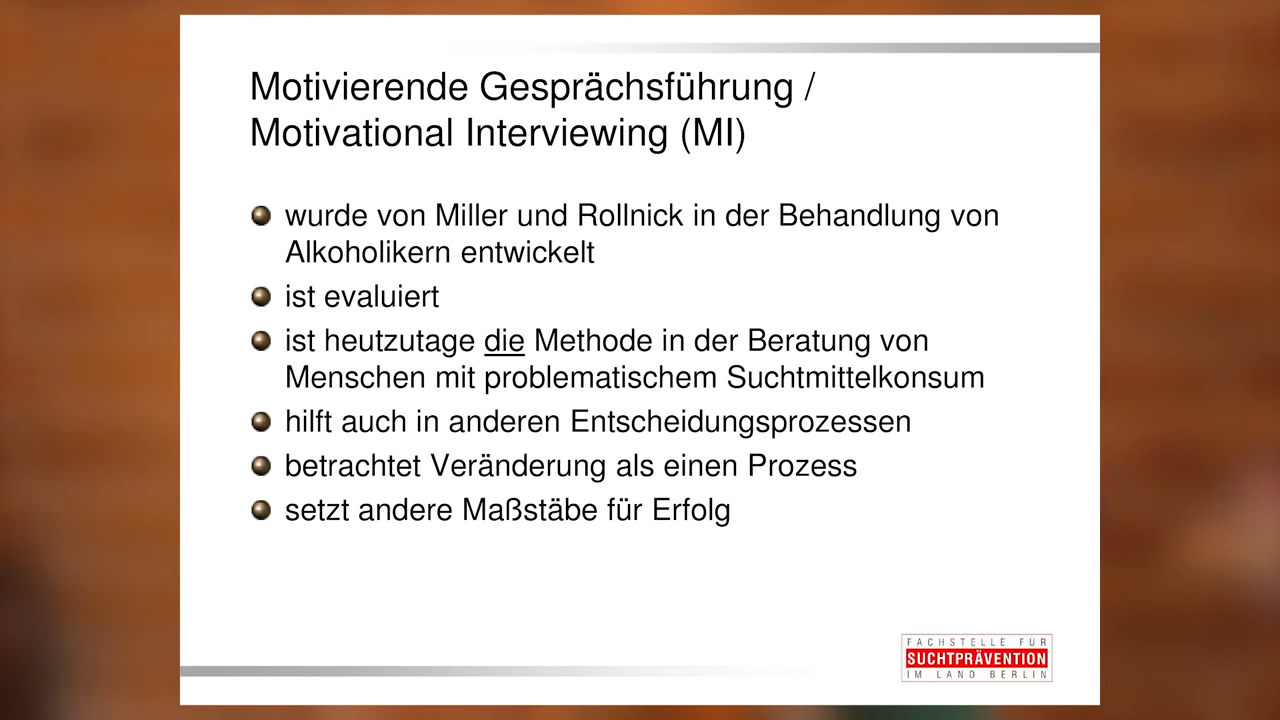 Motivierende Gesprächsführung /
Motivational Interviewing (MI)
wurde von Miller und Rollnick in der Behandlung von
Alkoholikern entwickelt
ist evaluiert
ist heutzutage die Methode in der Beratung von
Menschen mit problematischem Suchtmittelkonsum
hilft auch in anderen Entscheidungsprozessen
betrachtet Veränderung als einen Prozess
setzt andere Maßstäbe für Erfolg
FACHSTELLE FÜR
SUCHTPRÄVENTION
IM LAND BERLIN